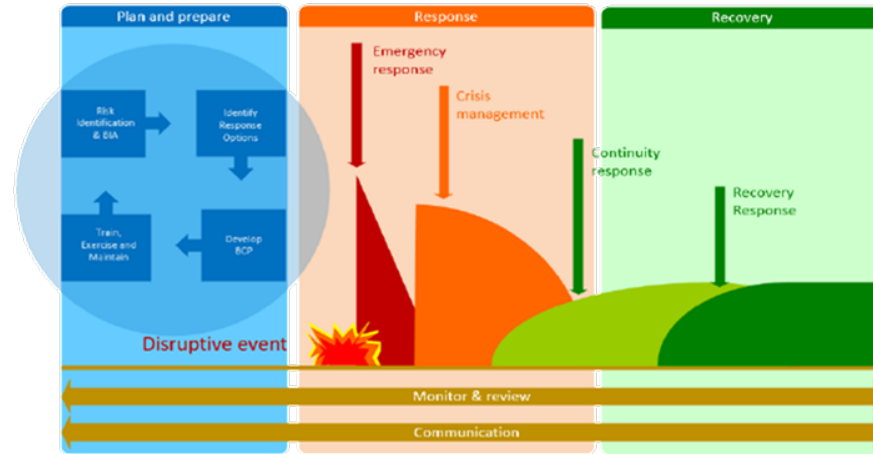 Plan and prepare
Risk
Identification
& BIA
Identify
Response
Options
Train,
Exercise and
Maintain
Develop
BCP
Disruptive event
Response
Emergency
response
Crisis
management
Continuity
response
Recovery
Recovery
Response
Monitor & review
Communication